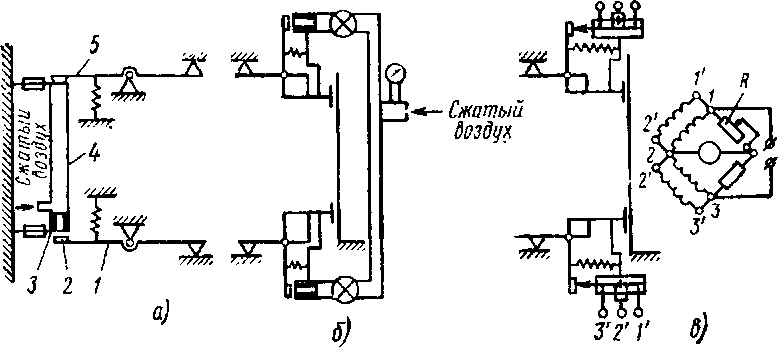 5
Сжатый
воздух
4
3
2
1
а)
Сжатый
воздух
б)
1'
1
R
2'
2
2'
3
3'
3' 2' 1'
в)